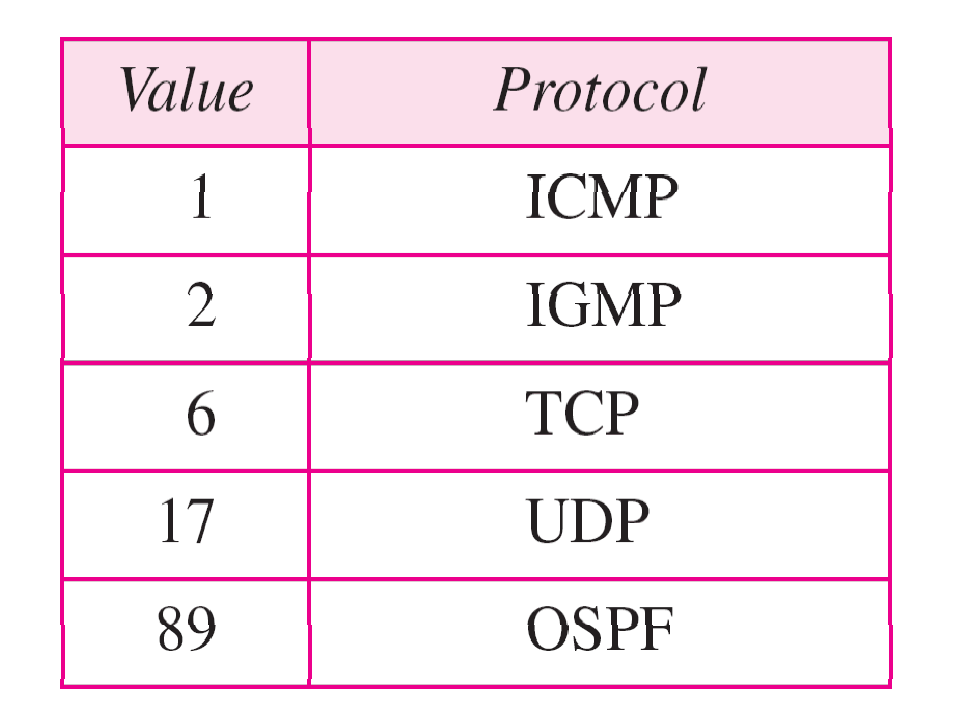 Value Protocol
1 ICMP
2 IGMP
6 TCP
17 UDP
89 OSPF